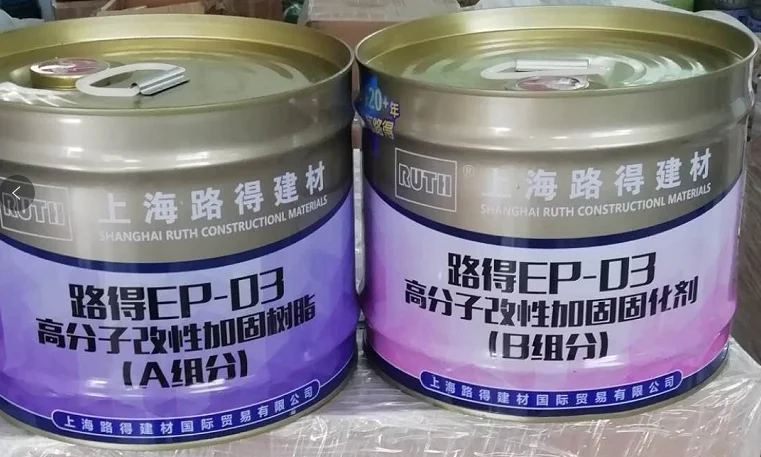 RUTH
上海路得建材
SHANGHAI RUTH CONSTRUCTIONL MATERIALS
路得EP-03
高分子改性加固树脂
(A组分)
上海路得建材国际贸易有限公司
20+年
路得
RUTH®
上海路得建材
SHANGHAI RUTH CONSTRUCTIONL MATERIALS
路得EP-03
高分子改性加固固化剂
(B组分)
上海路得建材国际贸易有限公司